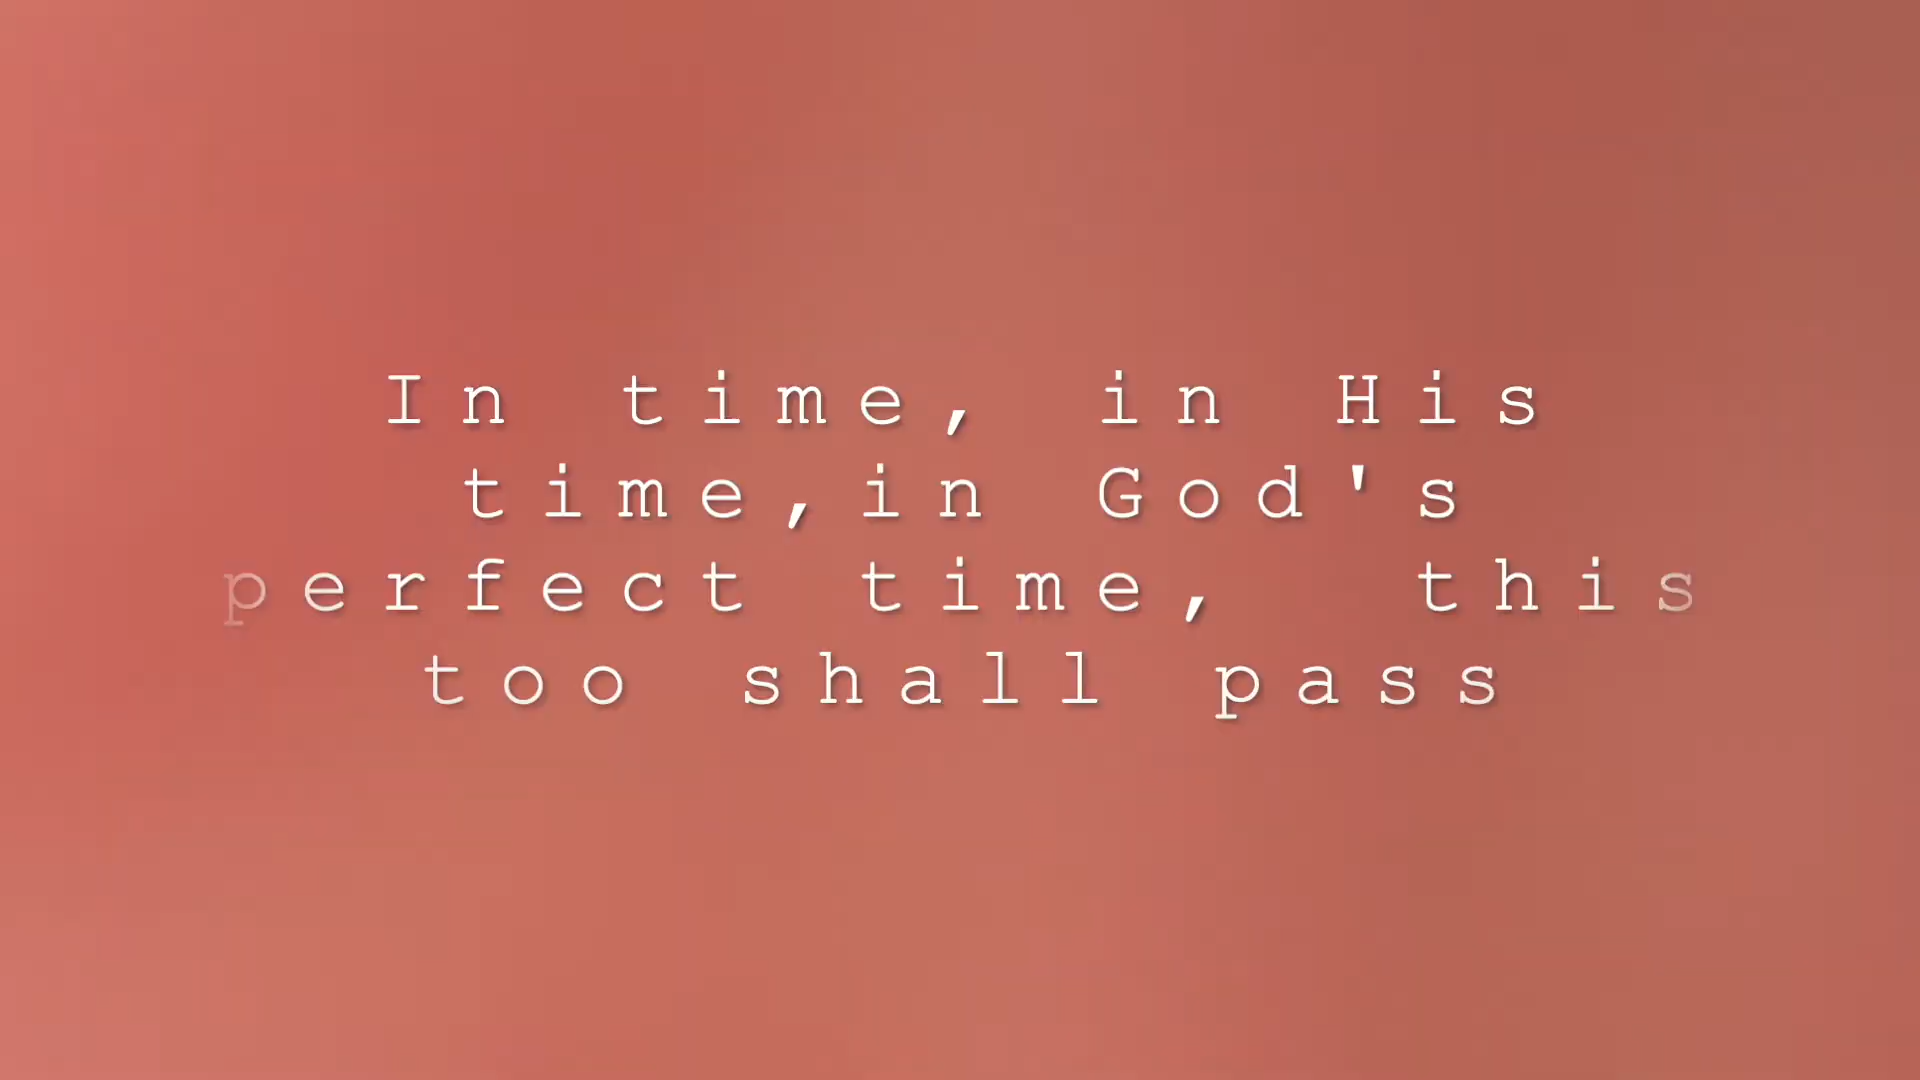 In time, in His
time,in God's
perfect time, this
too shall pass